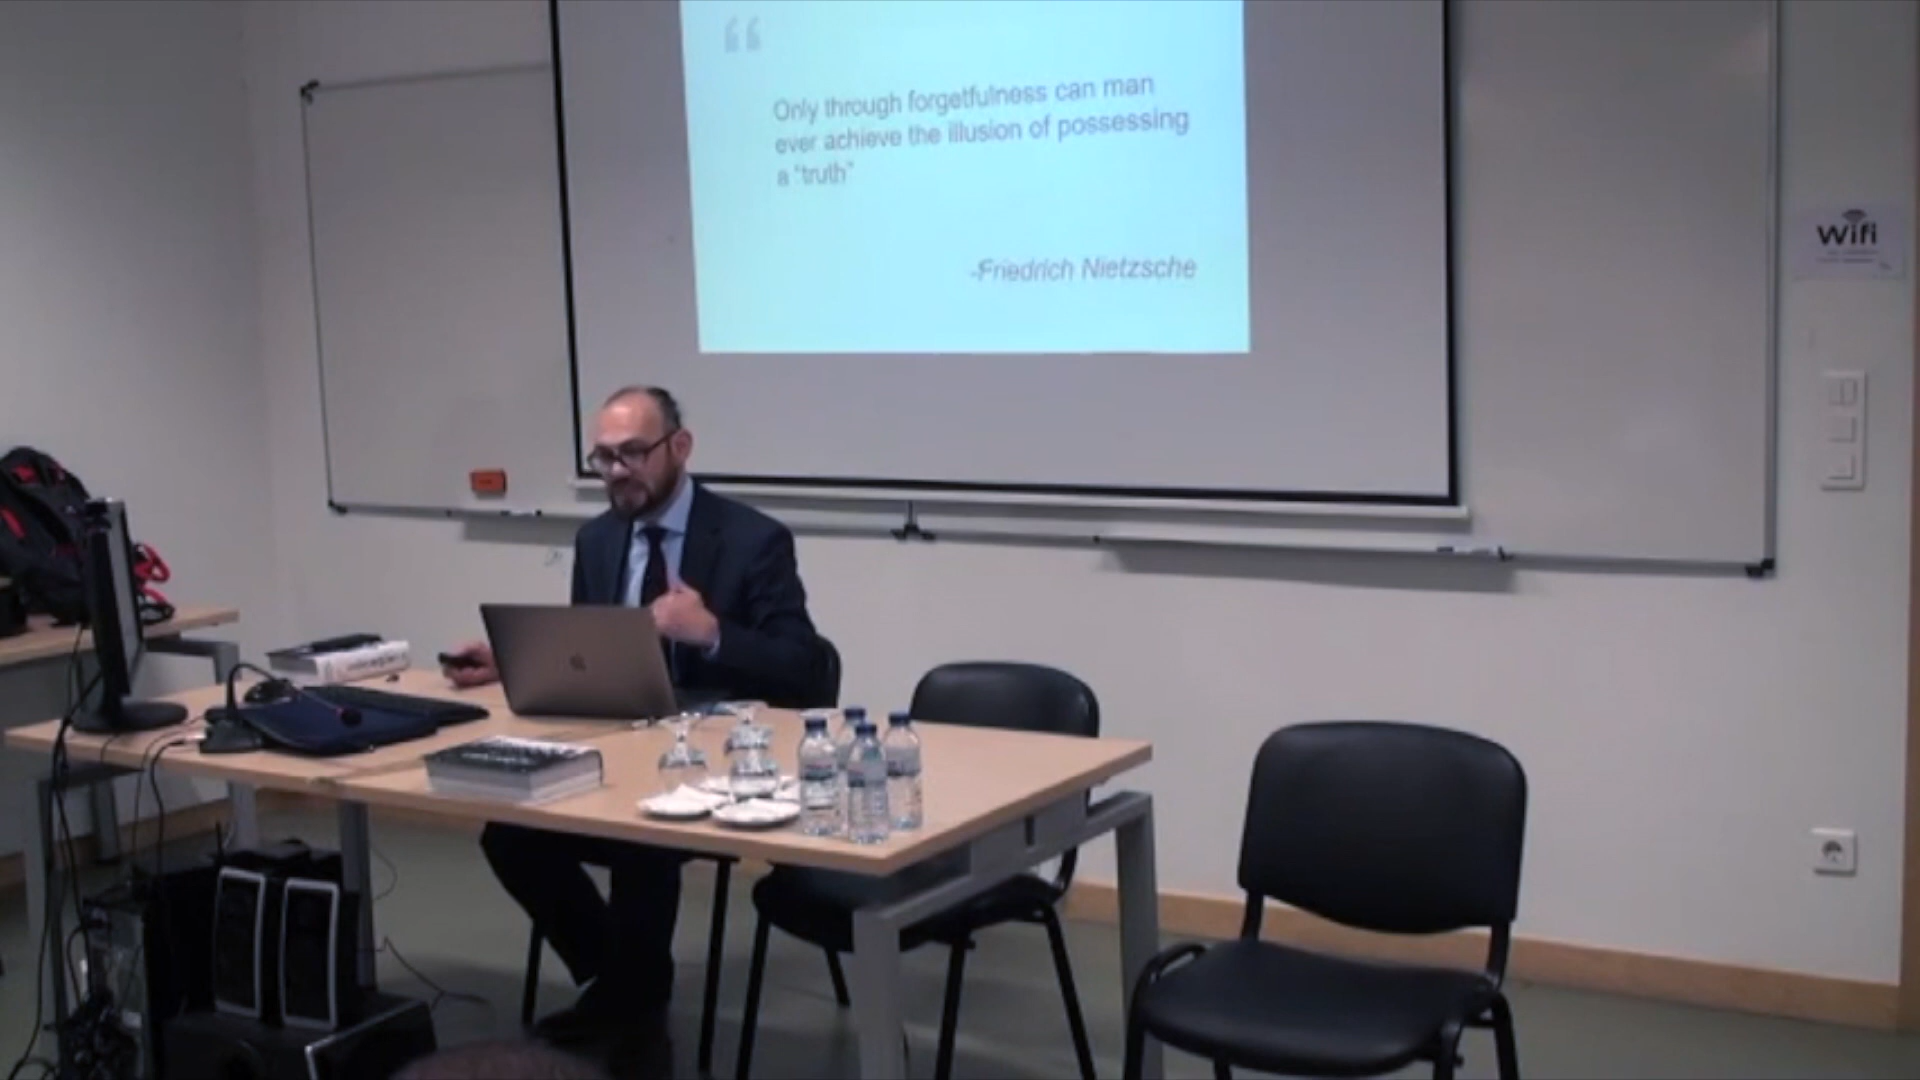 “
Only through forgetfulness can man
ever achieve the illusion of possessing
a “truth”
-Friedrich Nietzsche
Wifi